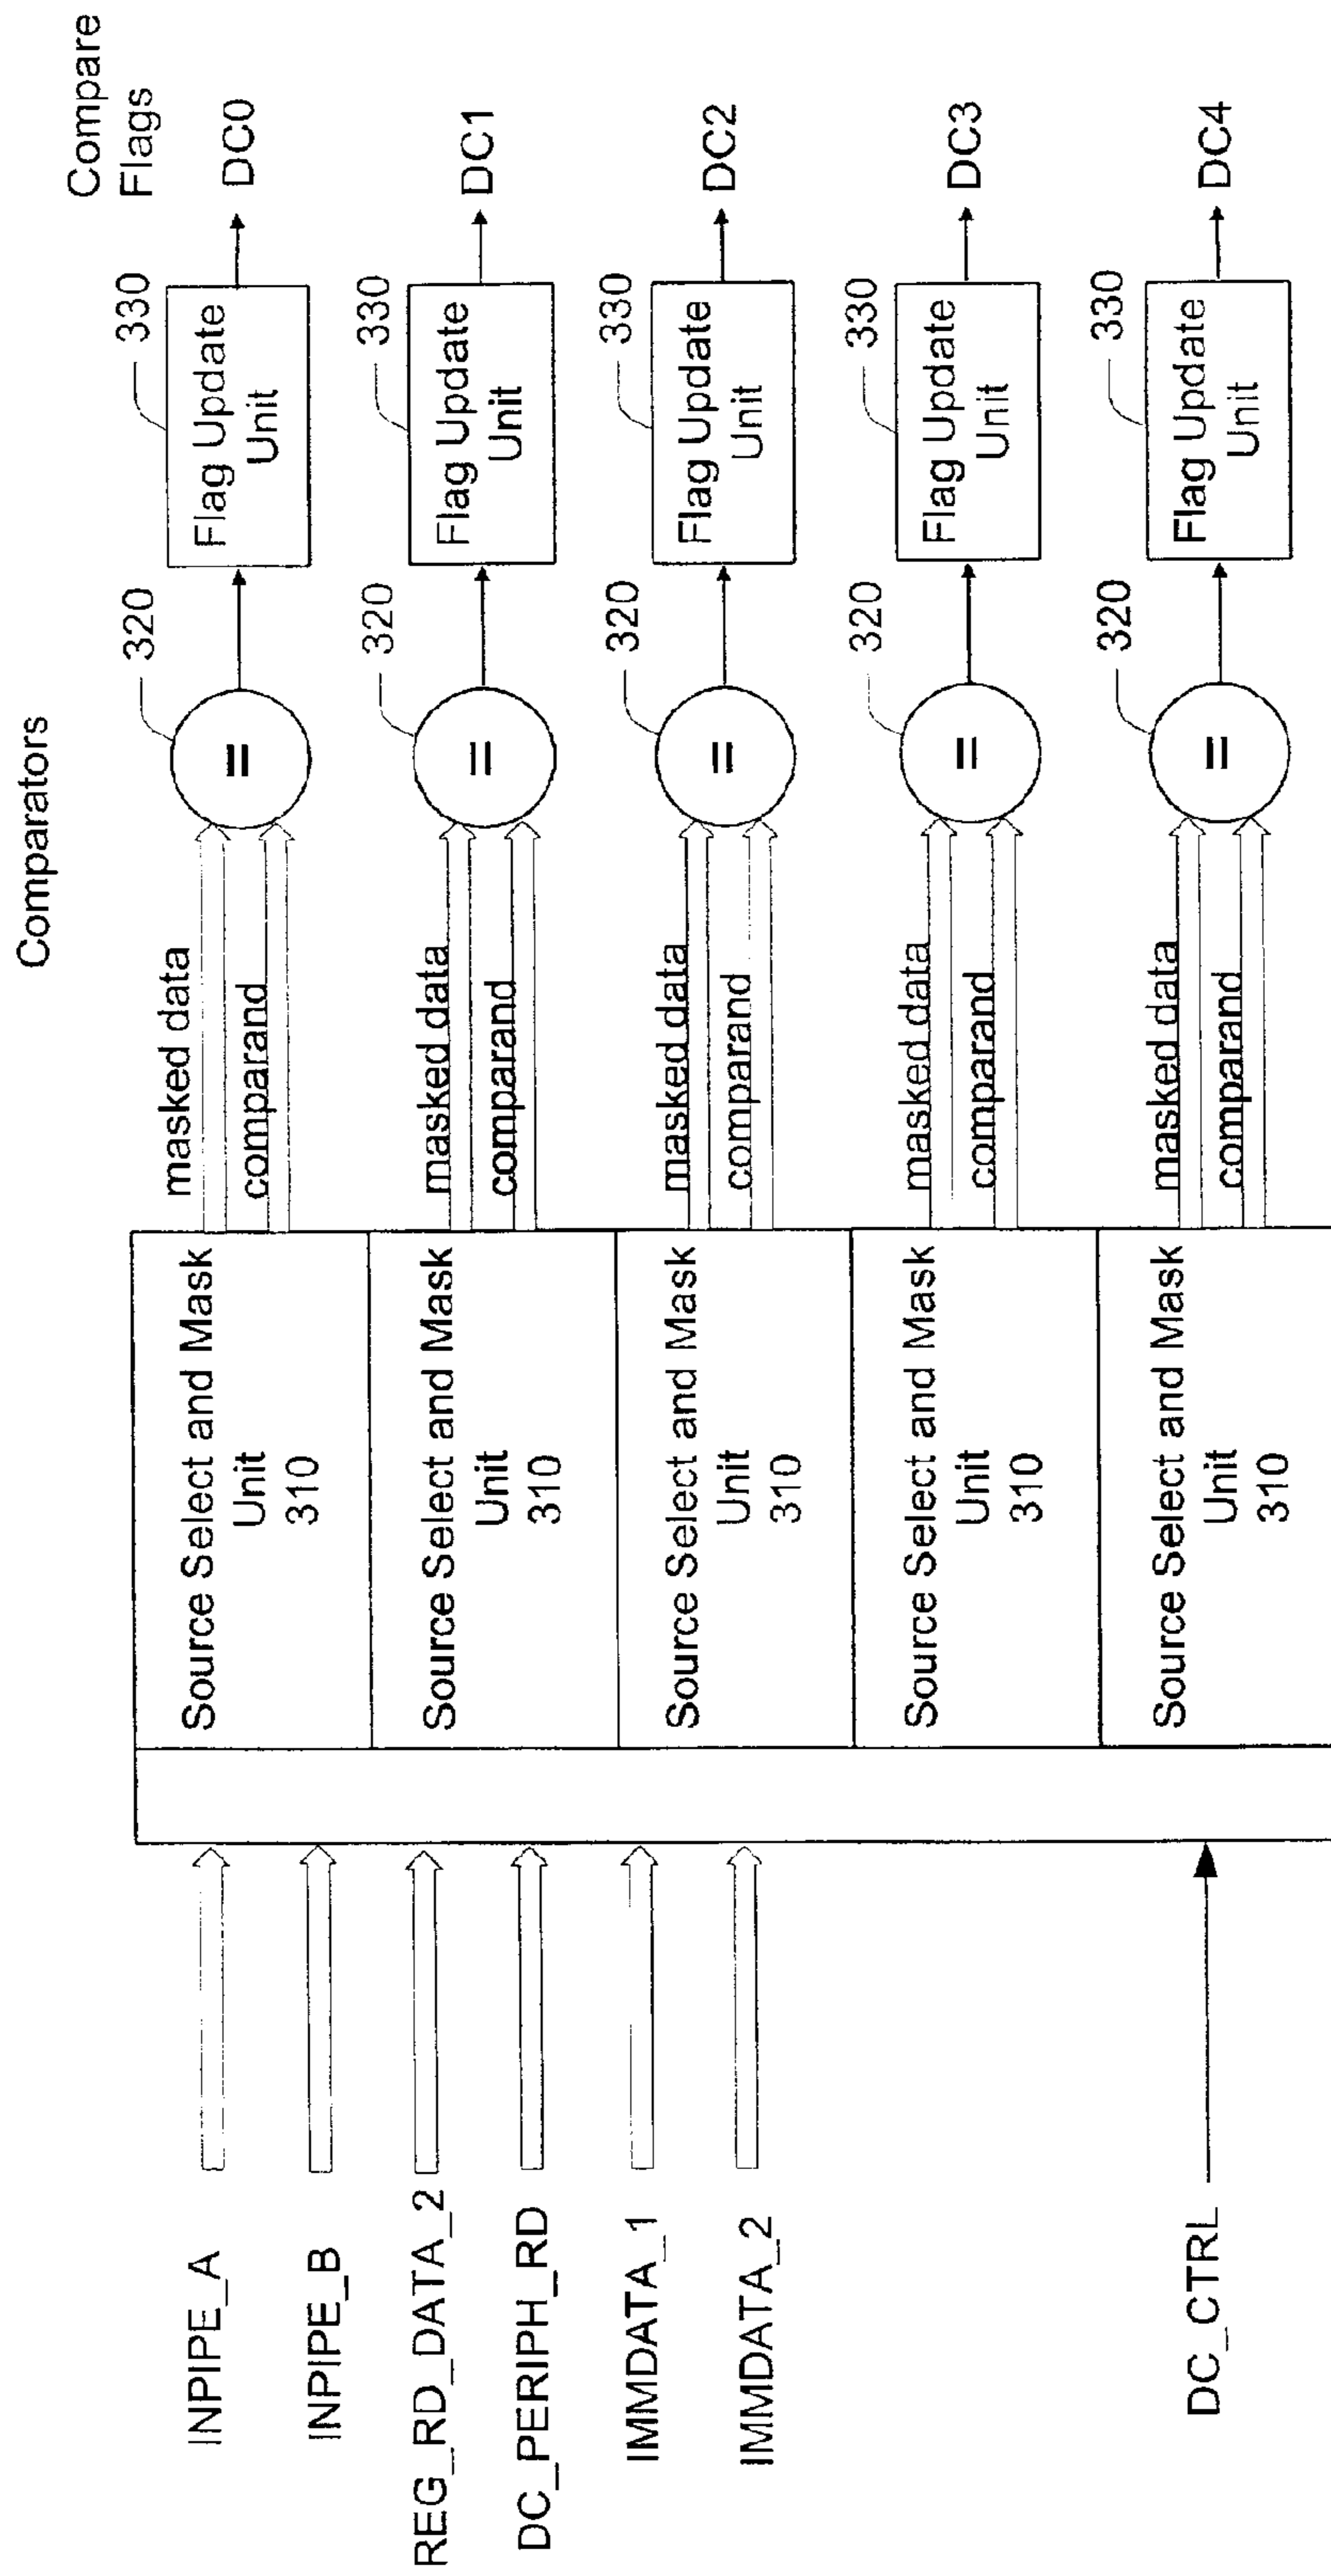 Comparators
Compare
Flags
INPIPE_A
INPIPE_B
REG_RD_DATA_2
DC_PERIPH_RD
IMMDATA_1
IMMDATA_2
DC_CTRL
Source Select and Mask
Unit
310
masked data
comparand
320
=
330
Flag Update
Unit
DC0
Source Select and Mask
Unit
310
masked data
comparand
320
=
330
Flag Update
Unit
DC1
Source Select and Mask
Unit
310
masked data
comparand
320
=
330
Flag Update
Unit
DC2
Source Select and Mask
Unit
310
masked data
comparand
320
=
330
Flag Update
Unit
DC3
Source Select and Mask
Unit
310
masked data
comparand
320
=
330
Flag Update
Unit
DC4